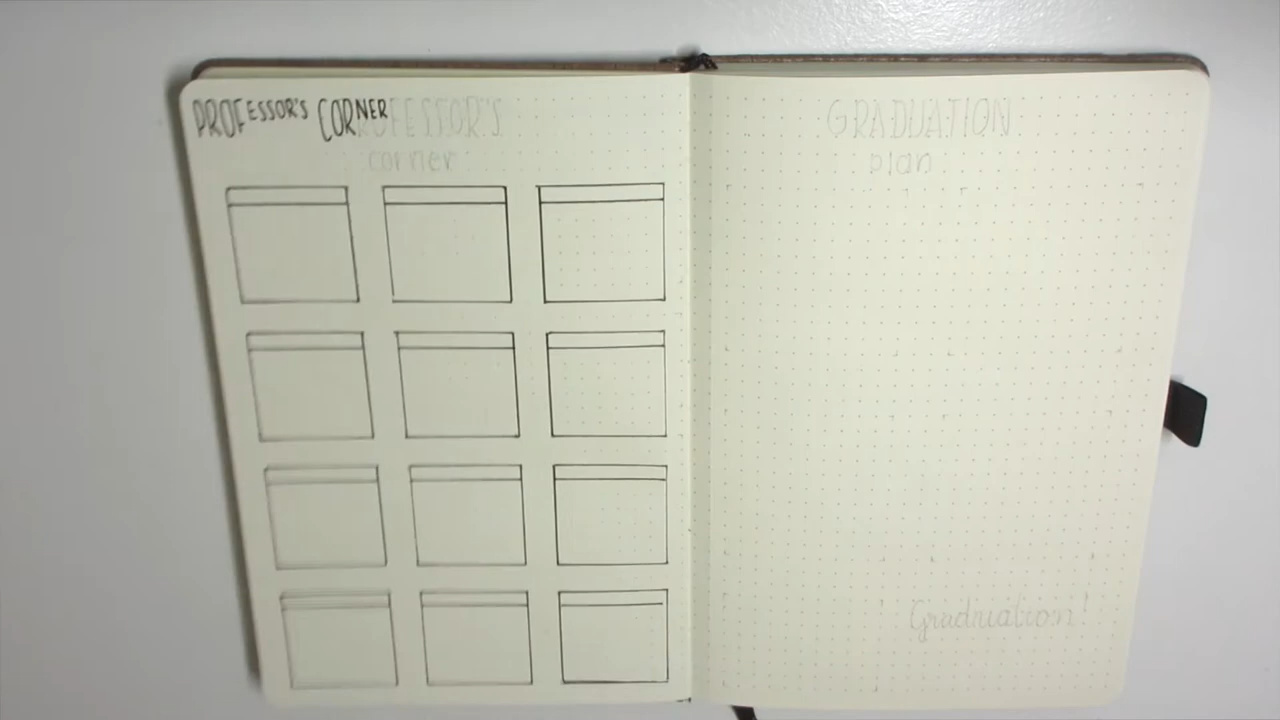 PROFESSOR'S CORNER
PROFESSOR'S
corner
GRADUATION
plan
Graduation!